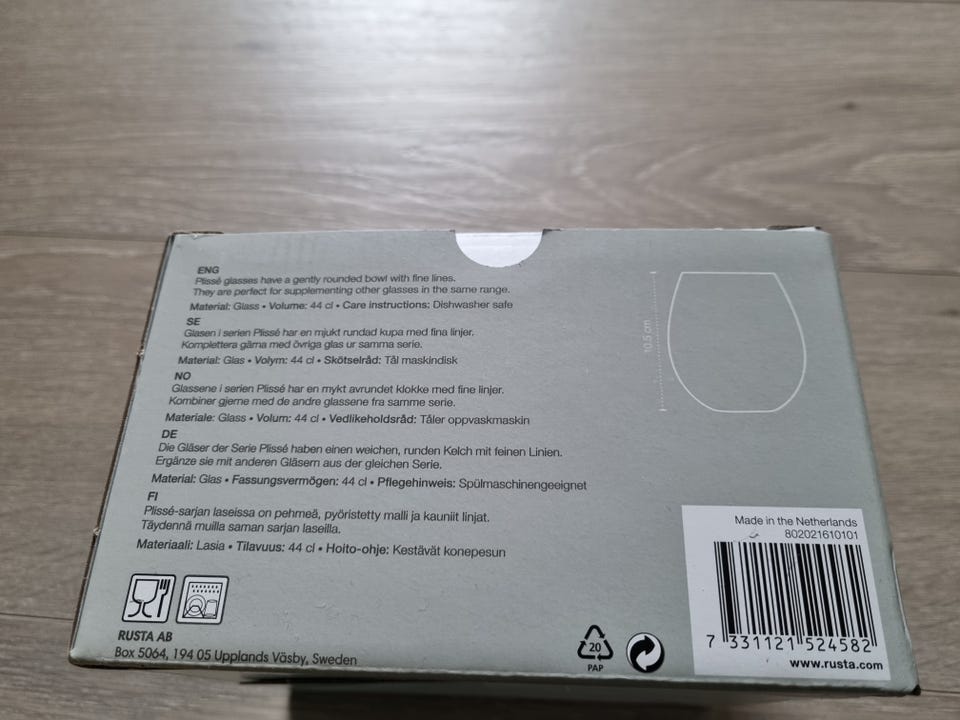 ENG
Plissé glasses have a gently rounded bowl with fine lines.
They are perfect for supplementing other glasses in the same range.
Material: Glass • Volume: 44 cl • Care instructions: Dishwasher safe
SE
Glasen i serien Plissé har en mjukt rundad kupa med fina linjer.
Komplettera gärna med övriga glas ur samma serie.
Material: Glas • Volym: 44 cl • Skötselråd: Tål maskindisk
NO
Glassene i serien Plissé har en mykt avrundet klokke med fine linjer.
Kombiner gjerne med de andre glassene fra samme serie.
Materiale: Glass • Volum: 44 cl • Vedlikeholdsråd: Tåler oppvaskmaskin
DE
Die Gläser der Serie Plissé haben einen weichen, runden Kelch mit feinen Linien.
Ergänze sie mit anderen Gläsern aus der gleichen Serie.
Material: Glas • Fassungsvermögen: 44 cl • Pflegehinweis: Spülmaschinengeeignet
FI
Plissé-sarjan laseissa on pehmeä, pyöristetty malli ja kauniit linjat.
Täydennä muilla saman sarjan laseilla.
Materiaali: Lasia • Tilavuus: 44 cl • Hoito-ohje: Kestävät konepesun
RUSTA AB
Box 5064, 194 05 Upplands Väsby, Sweden
10.5 cm
20
PAP
Made in the Netherlands
802021610101
7 331121 524582
www.rusta.com